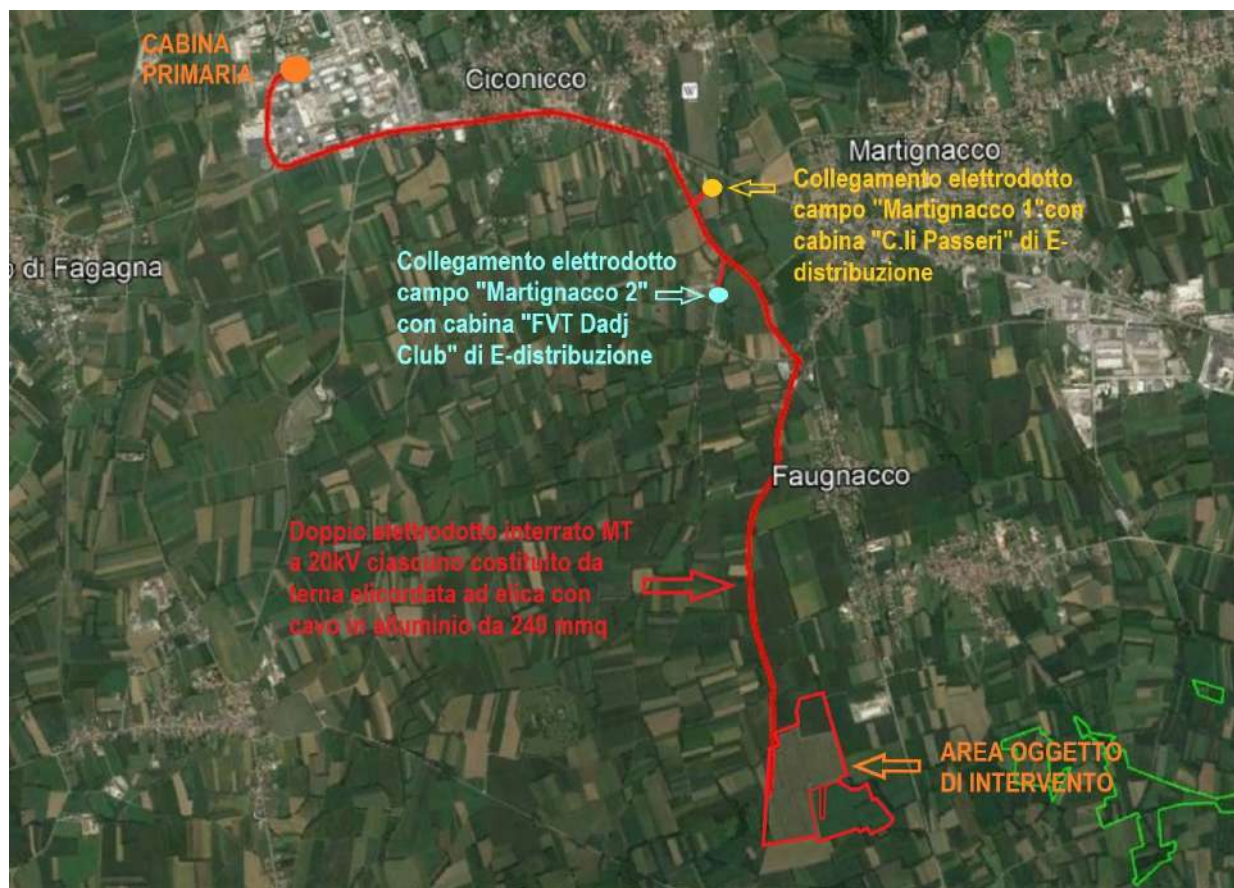 CABINA
PRIMARIA
Ciconicco
W
Martignacco
Collegamento elettrodotto
campo "Martignacco 1" con
cabina "C.li Passeri" di E-
distribuzione
o di Fagagna
Collegamento elettrodotto
campo "Martignacco 2"
con cabina "FVT Dadj
Club" di E-distribuzione
Faugnacco
Doppio elettrodotto interrato MT
a 20kV ciascuno costituito da
terna elicordata ad elica con
cavo in alluminio da 240 mmq
AREA OGGETTO
DI INTERVENTO